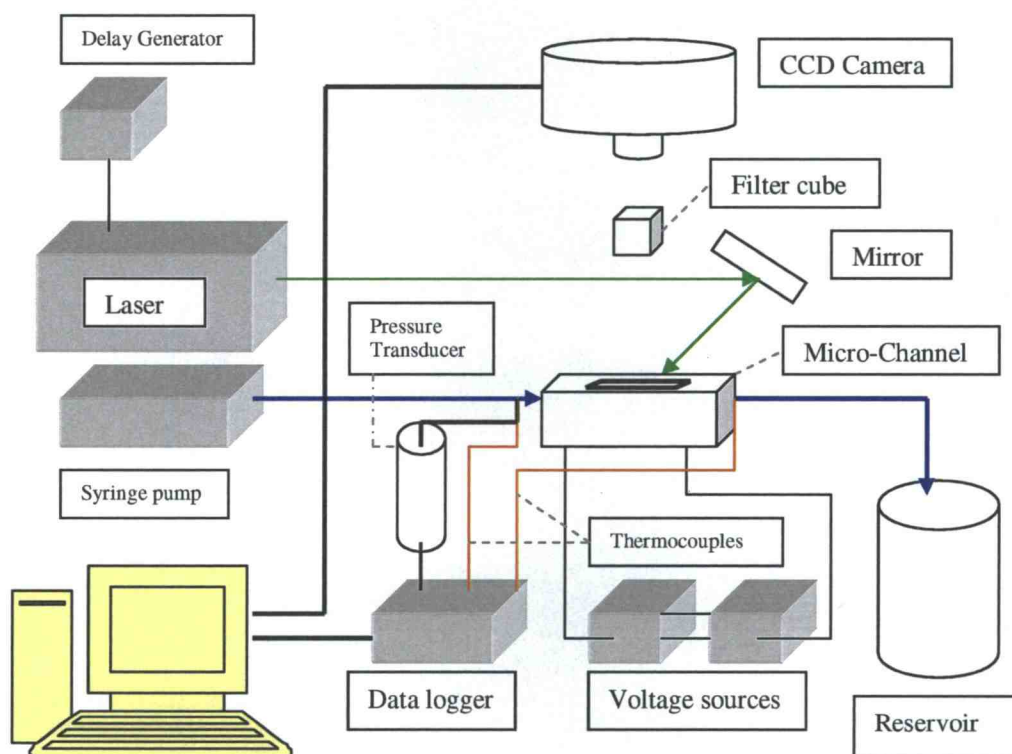 Delay Generator
CCD Camera
Filter cube
Mirror
Laser
Pressure
Transducer
Micro-Channel
Syringe pump
Thermocouples
Data logger
Voltage sources
Reservoir